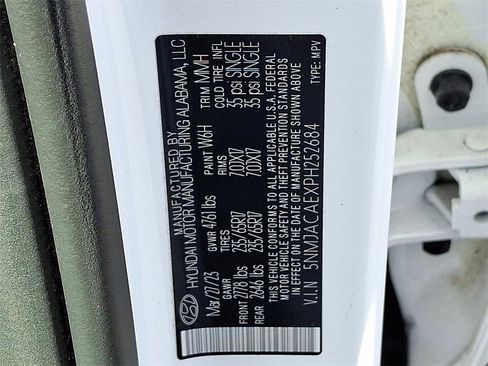 MANUFACTURED BY
HYUNDAI MOTOR MANUFACTURING ALABAMA, LLC
Mar/27/23 GVWR 4761 lbs PAINT W6H TRIM MMH
GAWR TIRES RIMS COLD TIRE INFL
FRONT 2778 lbs 235/65R17 7.0JX17 35 psi SINGLE
REAR 2646 lbs 235/65R17 7.0JX17 35 psi SINGLE
THIS VEHICLE CONFORMS TO ALL APPLICABLE U.S.A. FEDERAL
MOTOR VEHICLE SAFETY AND THEFT PREVENTION STANDARDS
IN EFFECT ON THE DATE OF MANUFACTURE SHOWN ABOVE
V.I.N 5NMJACAEXPH252684 TYPE: MPV